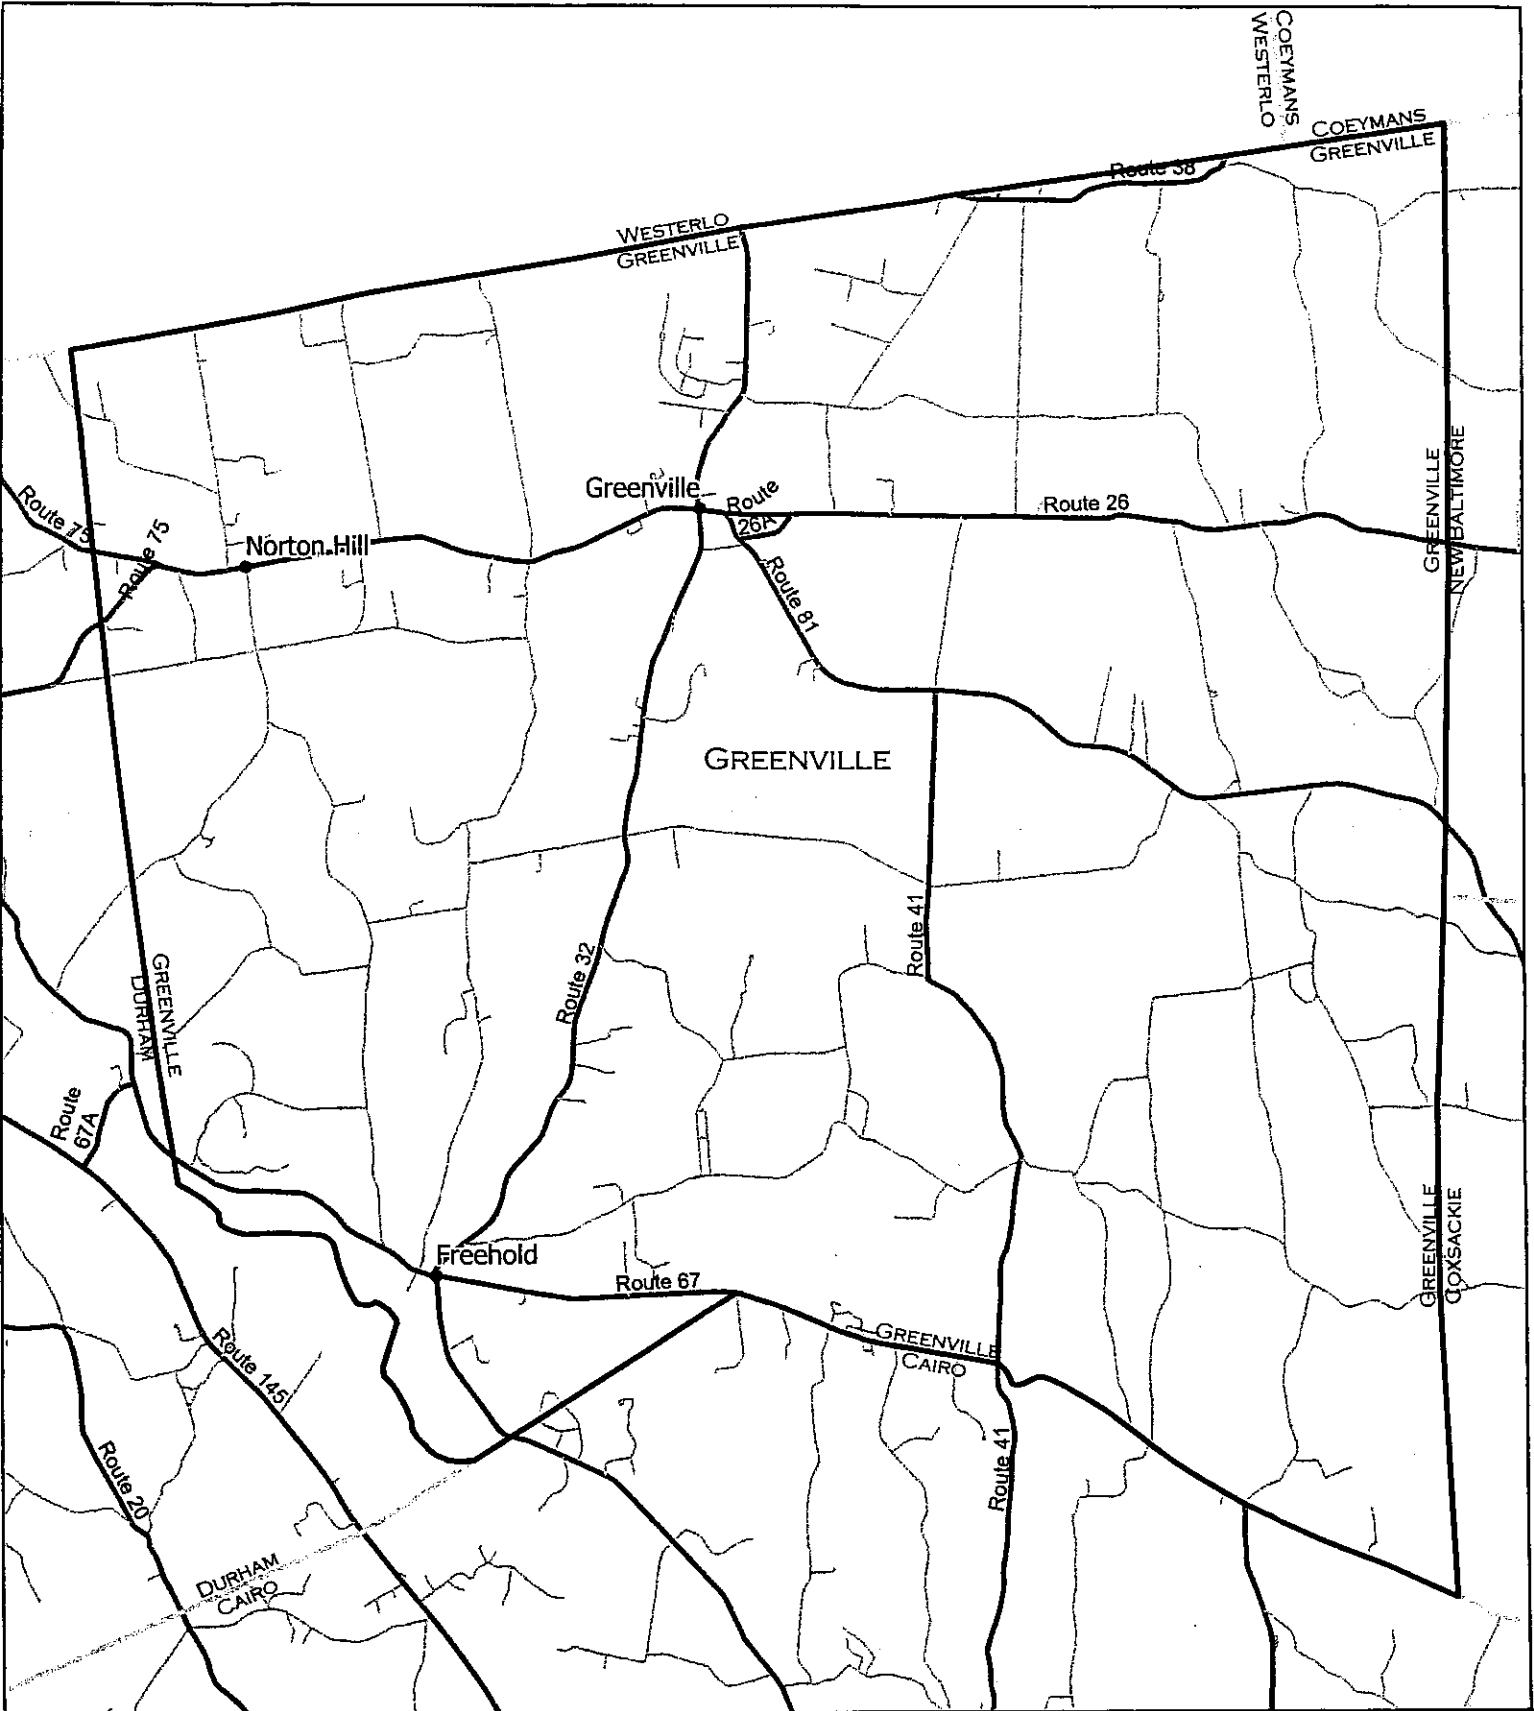 COEYMANS
WESTERLO
COEYMANS
GREENVILLE
Route 38
WESTERLO
GREENVILLE
Greenville
Route
26A
Route 26
Route 75
Route 75
Norton Hill
Route 81
GREENVILLE
NEW BALTIMORE
GREENVILLE
Route 41
Route 32
GREENVILLE
DURHAM
Route
67A
GREENVILLE
COXSACKIE
Freehold
Route 67
GREENVILLE
CAIRO
Route 145
Route 41
Route 20
DURHAM
CAIRO